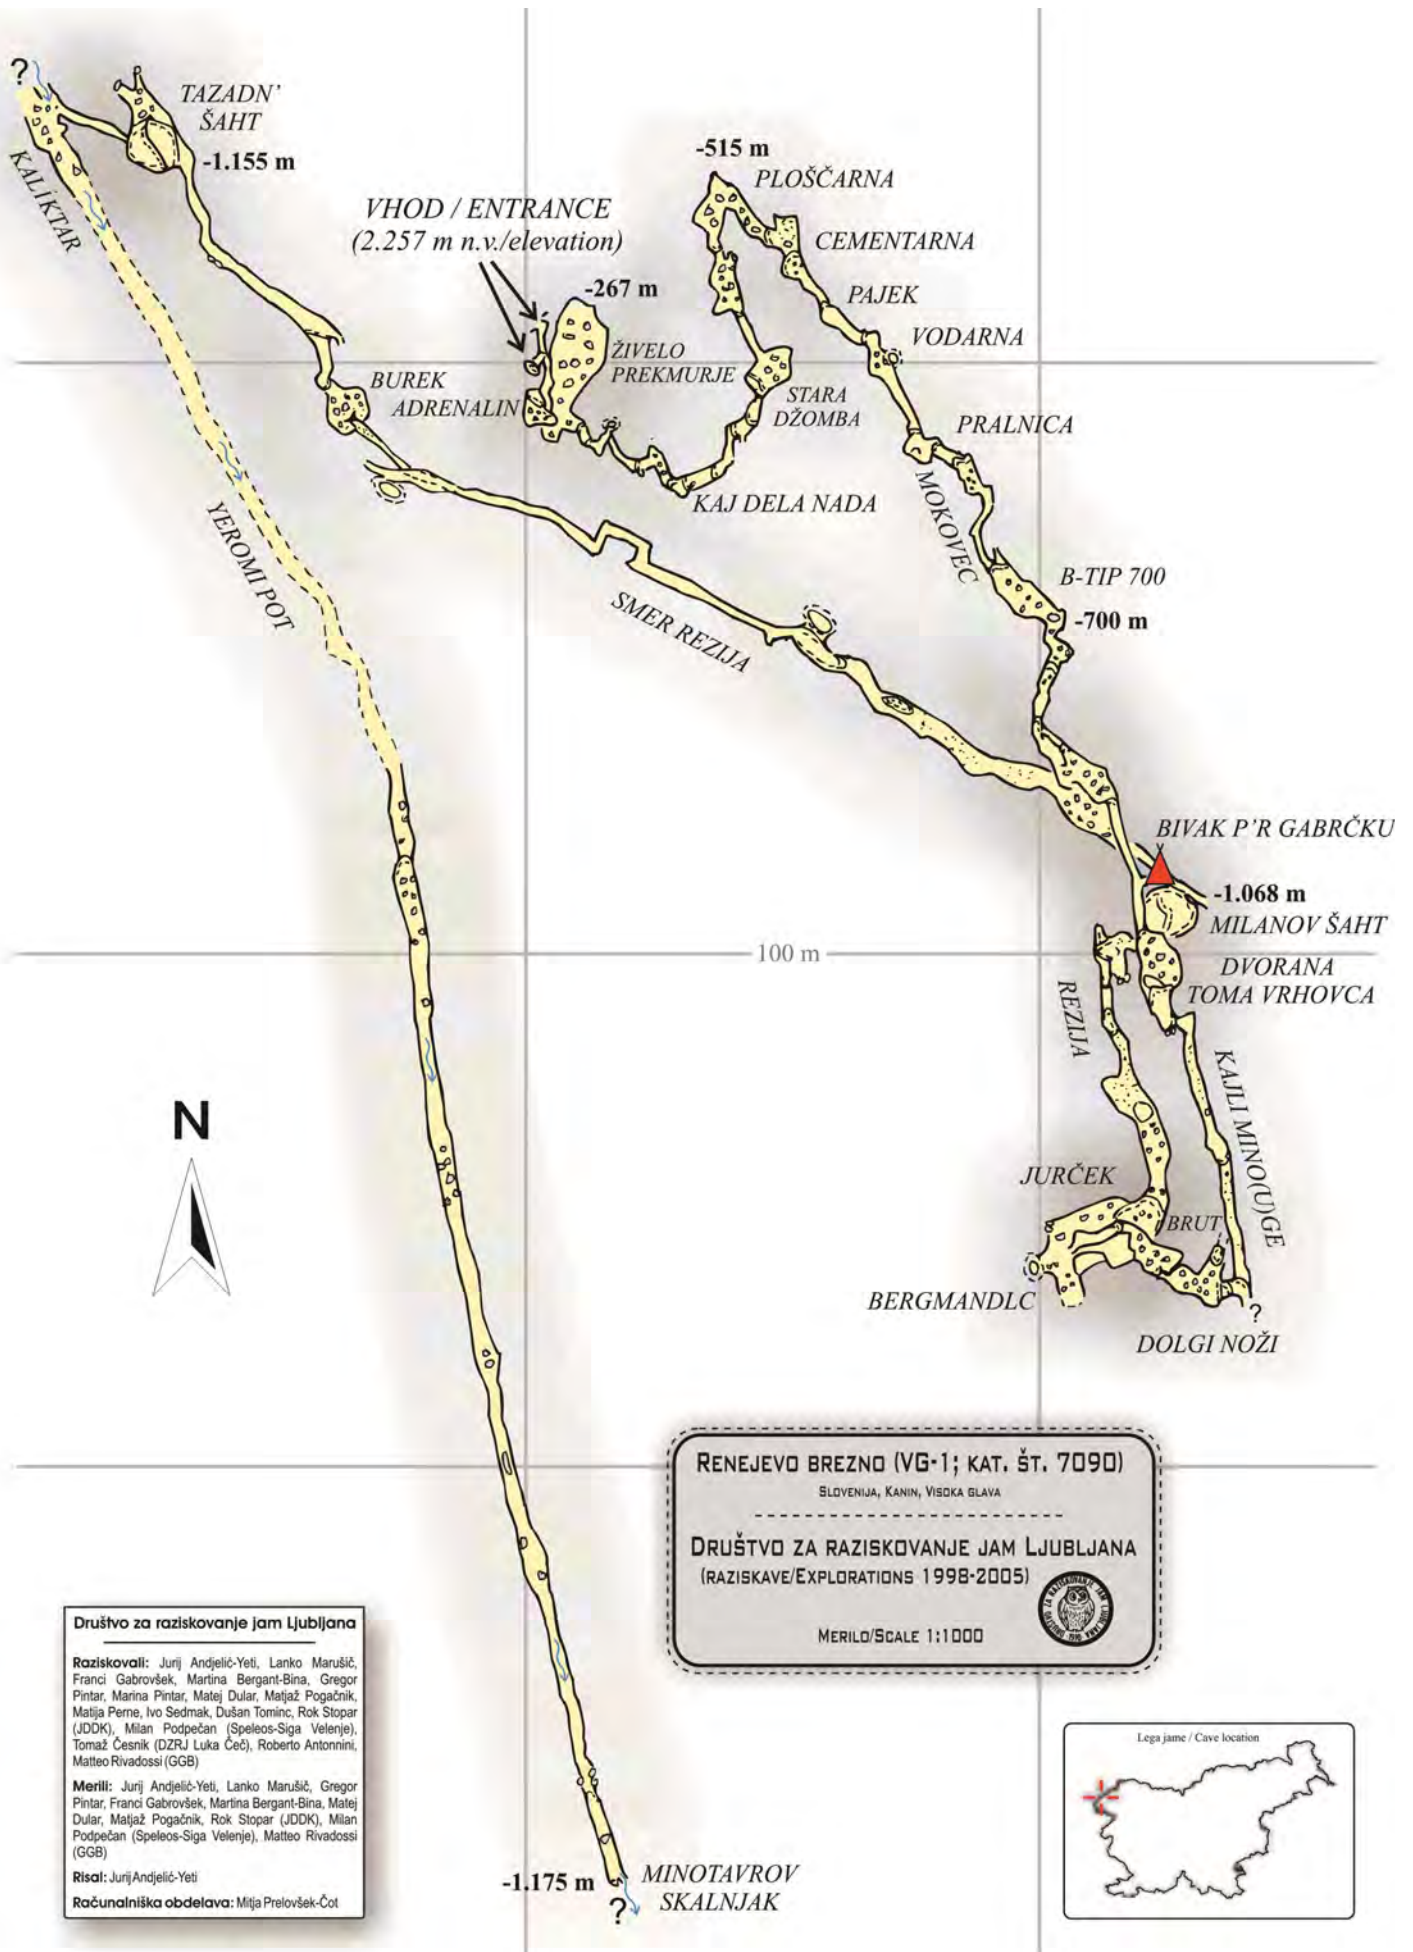 ?
TAZADN’
ŠAHT
-1.155 m
KALIKTAR
-515 m
PLOŠČARNA
VHOD / ENTRANCE
(2.257 m n.v./elevation)
CEMENTARNA
-267 m
PAJEK
VODARNA
ŽIVELO
PREKMURJE
BUREK
ADRENALIN
STARA
DŽOMBA
PRALNICA
MOKOVEC
KAJ DELA NADA
YEROMI POT
B-TIP 700
-700 m
SMER REZIJA
BIVAK P’R GABRČKU
-1.068 m
MILANOV ŠAHT
100 m
DVORANA
TOMA VRHOVCA
REZIJA
KAJLI MINO(U)GE
N
JURČEK
BRUT
BERGMANDLC
?
DOLGI NOŽI
RENEJEVO BREZNO (VG-1; KAT. ŠT. 7090)
SLOVENIJA, KANIN, VISOKA GLAVA
DRUŠTVO ZA RAZISKOVANJE JAM LJUBLJANA
(RAZISKAVE/EXPLORATIONS 1998-2005)
DRUŠTVO ZA RAZISKOVANJE JAM LJUBLJANA 1910
MERILO/SCALE 1:1000
Društvo za raziskovanje jam Ljubljana
Raziskovali: Jurij Andjelić-Yeti, Lanko Marušič,
Franci Gabrovšek, Martina Bergant-Bina, Gregor
Pintar, Marina Pintar, Matej Dular, Matjaž Pogačnik,
Matija Perne, Ivo Sedmak, Dušan Tominc, Rok Stopar
(JDDK), Milan Podpečan (Speleos-Siga Velenje),
Tomaž Česnik (DZRJ Luka Čeč), Roberto Antonnini,
Matteo Rivadossi (GGB)
Merili: Jurij Andjelić-Yeti, Lanko Marušič, Gregor
Pintar, Franci Gabrovšek, Martina Bergant-Bina, Matej
Dular, Matjaž Pogačnik, Rok Stopar (JDDK), Milan
Podpečan (Speleos-Siga Velenje), Matteo Rivadossi
(GGB)
Risal: Jurij Andjelić-Yeti
Računalniška obdelava: Mitja Prelovšek-Čot
Lega jame / Cave location
-1.175 m
MINOTAVROV
SKALNJAK
?